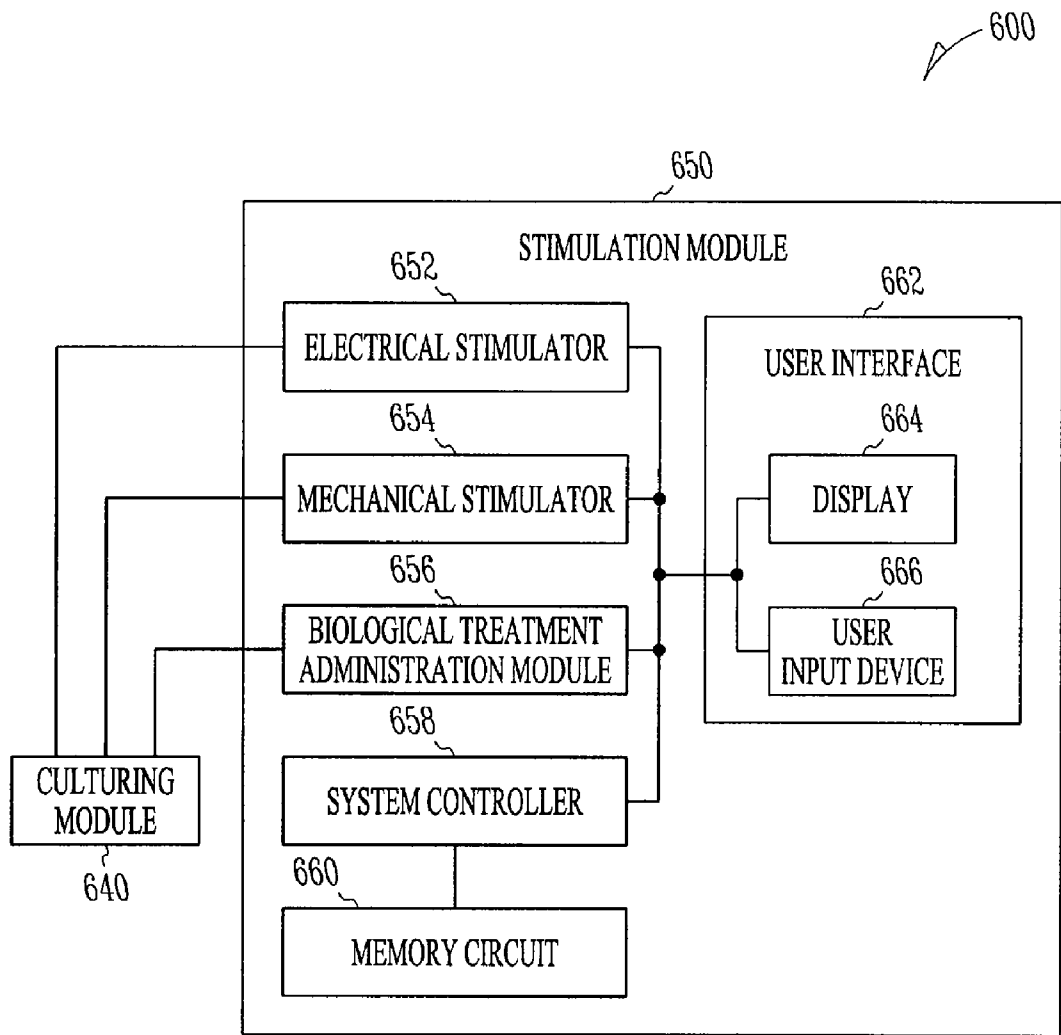 600
650
STIMULATION MODULE
652
ELECTRICAL STIMULATOR
654
MECHANICAL STIMULATOR
656
BIOLOGICAL TREATMENT
ADMINISTRATION MODULE
658
SYSTEM CONTROLLER
660
MEMORY CIRCUIT
662
USER INTERFACE
664
DISPLAY
666
USER
INPUT DEVICE
CULTURING
MODULE
640